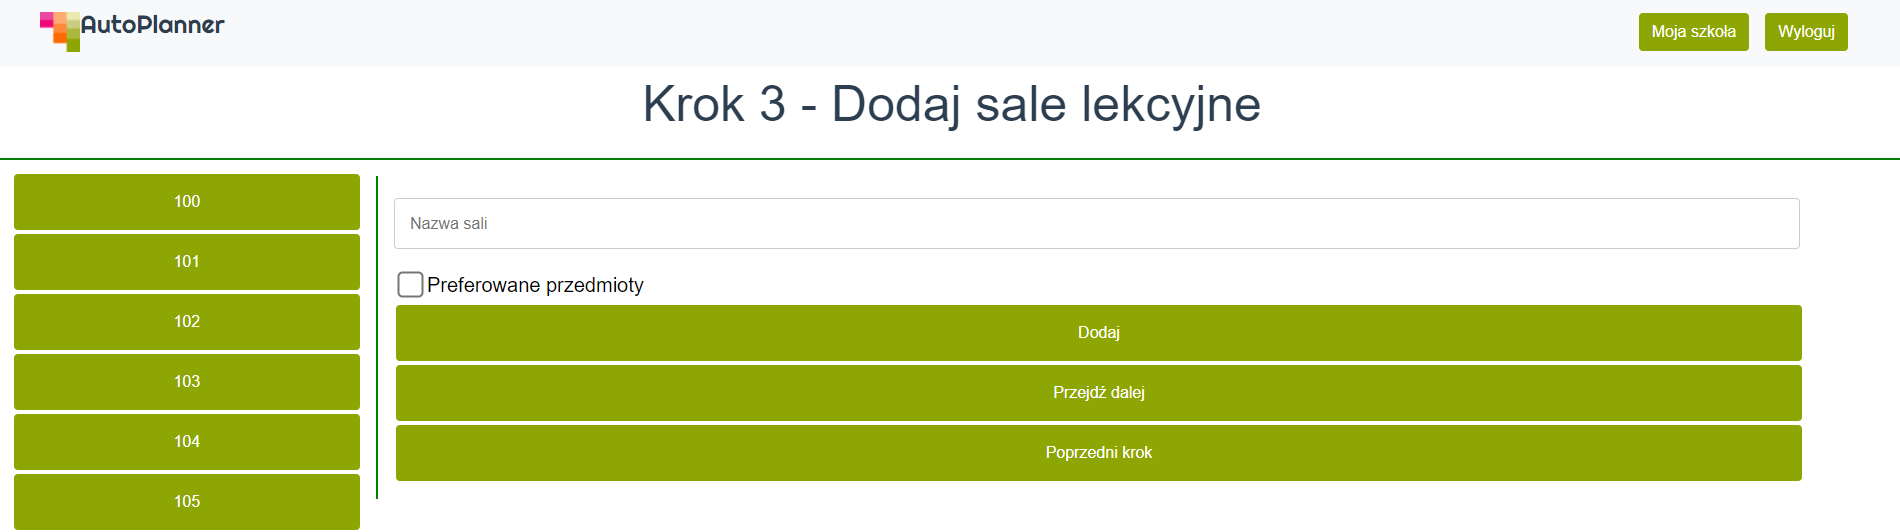 AutoPlanner
Moja szkoła
Wyloguj
Krok 3 - Dodaj sale lekcyjne
100
101
102
103
104
105
Nazwa sali
Preferowane przedmioty
Dodaj
Przejdź dalej
Poprzedni krok